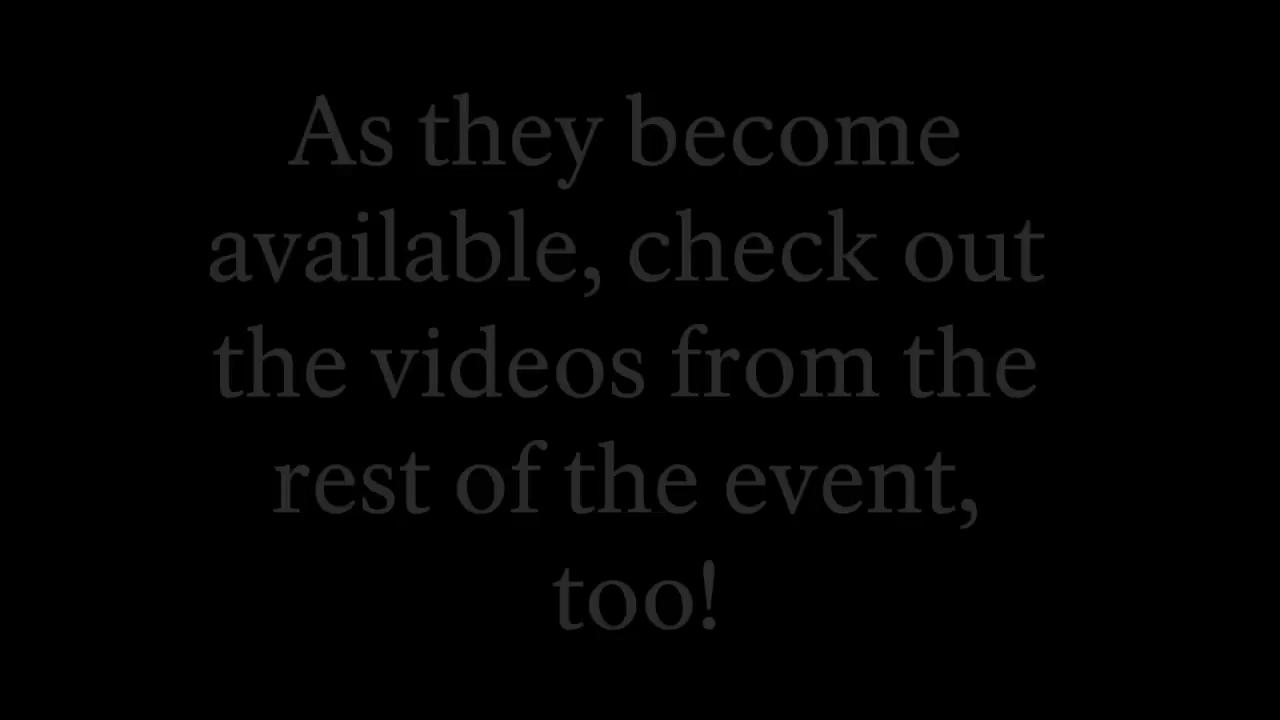 As they become
available, check out
the videos from the
rest of the event,
too!